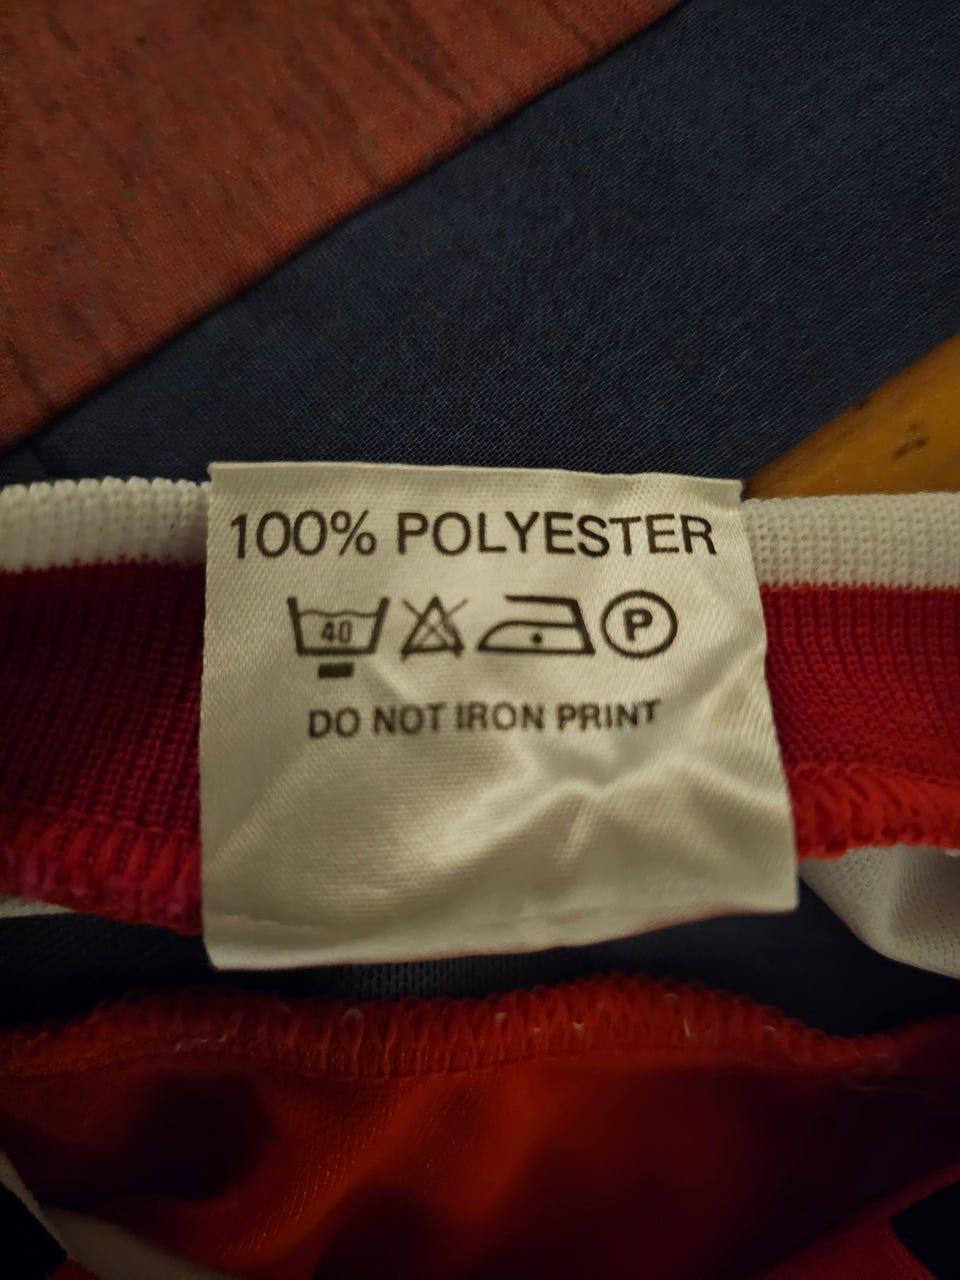 100% POLYESTER
40 P
DO NOT IRON PRINT